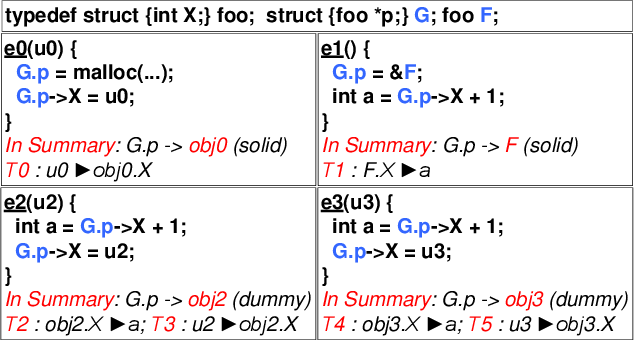 typedef struct {int X;} foo;  struct {foo *p;} G; foo F;
e0(u0) {
G.p = malloc(...);
G.p->X = u0;
}
In Summary: G.p -> obj0 (solid)
T0 : u0 ►obj0.X
e1() {
G.p = &F;
int a = G.p->X + 1;
}
In Summary: G.p -> F (solid)
T1 : F.X ►a
e2(u2) {
int a = G.p->X + 1;
G.p->X = u2;
}
In Summary: G.p -> obj2 (dummy)
T2 : obj2.X ►a; T3 : u2 ►obj2.X
e3(u3) {
int a = G.p->X + 1;
G.p->X = u3;
}
In Summary: G.p -> obj3 (dummy)
T4 : obj3.X ►a; T5 : u3 ►obj3.X